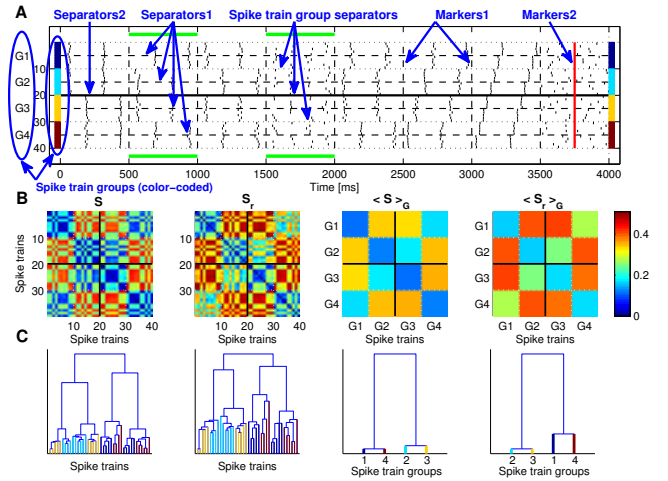 A
Separators2 Separators1 Spike train group separators Markers1 Markers2
G1
10
G2
20
G3
30
G4
40
0 500 1000 1500 2000 2500 3000 3500 4000
Time [ms]
Spike train groups (color-coded)
B
S
S r
< S > G
< S r > G
Spike trains
10
20
30
10 20 30 40
Spike trains
10 20 30 40
Spike trains
G1
G2
G3
G4
G1 G2 G3 G4
Spike train groups
G1
G2
G3
G4
G1 G2 G3 G4
Spike train groups
0.4
0.2
0
C
Spike trains
Spike trains
1 4 2 3
Spike train groups
2 3 1 4
Spike train groups